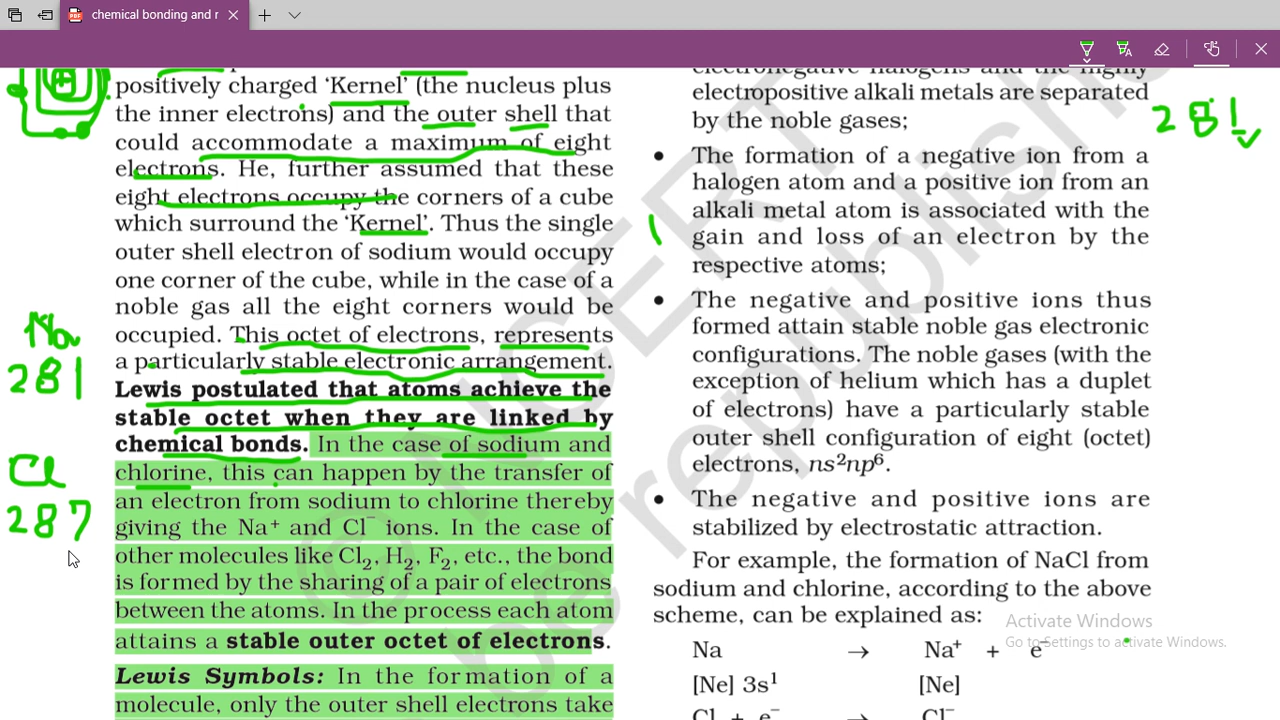 chemical bonding and r
positively charged ‘Kernel’ (the nucleus plus
the inner electrons) and the outer shell that
could accommodate a maximum of eight
electrons. He, further assumed that these
eight electrons occupy the corners of a cube
which surround the ‘Kernel’. Thus the single
outer shell electron of sodium would occupy
one corner of the cube, while in the case of a
noble gas all the eight corners would be
occupied. This octet of electrons, represents
a particularly stable electronic arrangement.
Lewis postulated that atoms achieve the
stable octet when they are linked by
chemical bonds. In the case of sodium and
chlorine, this can happen by the transfer of
an electron from sodium to chlorine thereby
giving the Na⁺ and Cl⁻ ions. In the case of
other molecules like Cl₂, H₂, F₂, etc., the bond
is formed by the sharing of a pair of electrons
between the atoms. In the process each atom
attains a stable outer octet of electrons.
Lewis Symbols: In the formation of a
molecule, only the outer shell electrons take
Na
281
Cl
287
electronegative halogens and the highly
electropositive alkali metals are separated
by the noble gases;
281
• The formation of a negative ion from a
halogen atom and a positive ion from an
alkali metal atom is associated with the
gain and loss of an electron by the
respective atoms;
• The negative and positive ions thus
formed attain stable noble gas electronic
configurations. The noble gases (with the
exception of helium which has a duplet
of electrons) have a particularly stable
outer shell configuration of eight (octet)
electrons, ns²np⁶.
• The negative and positive ions are
stabilized by electrostatic attraction.
For example, the formation of NaCl from
sodium and chlorine, according to the above
scheme, can be explained as:
Na → Na⁺ + e⁻
[Ne] 3s¹ [Ne]
Cl + e⁻ → Cl⁻
© NCERT
be republished
Activate Windows
Go to Settings to activate Windows.